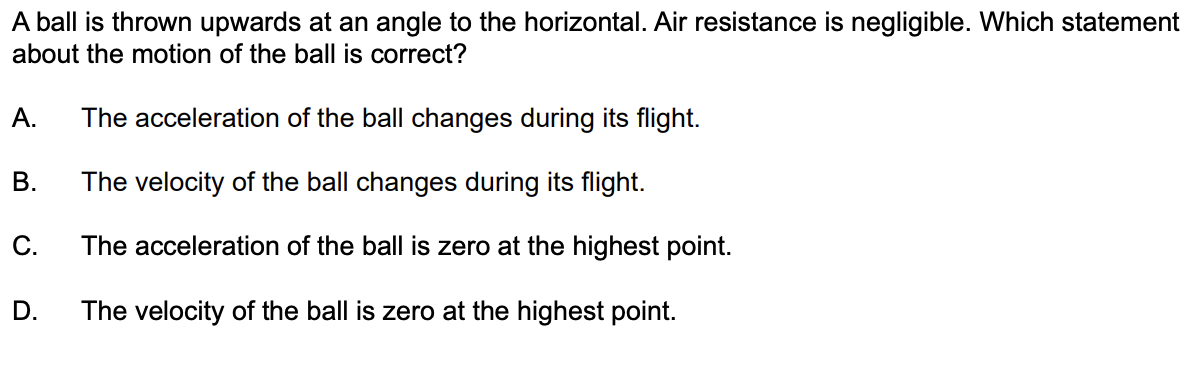 A ball is thrown upwards at an angle to the horizontal. Air resistance is negligible. Which statement
about the motion of the ball is correct?
A. The acceleration of the ball changes during its flight.
B. The velocity of the ball changes during its flight.
C. The acceleration of the ball is zero at the highest point.
D. The velocity of the ball is zero at the highest point.